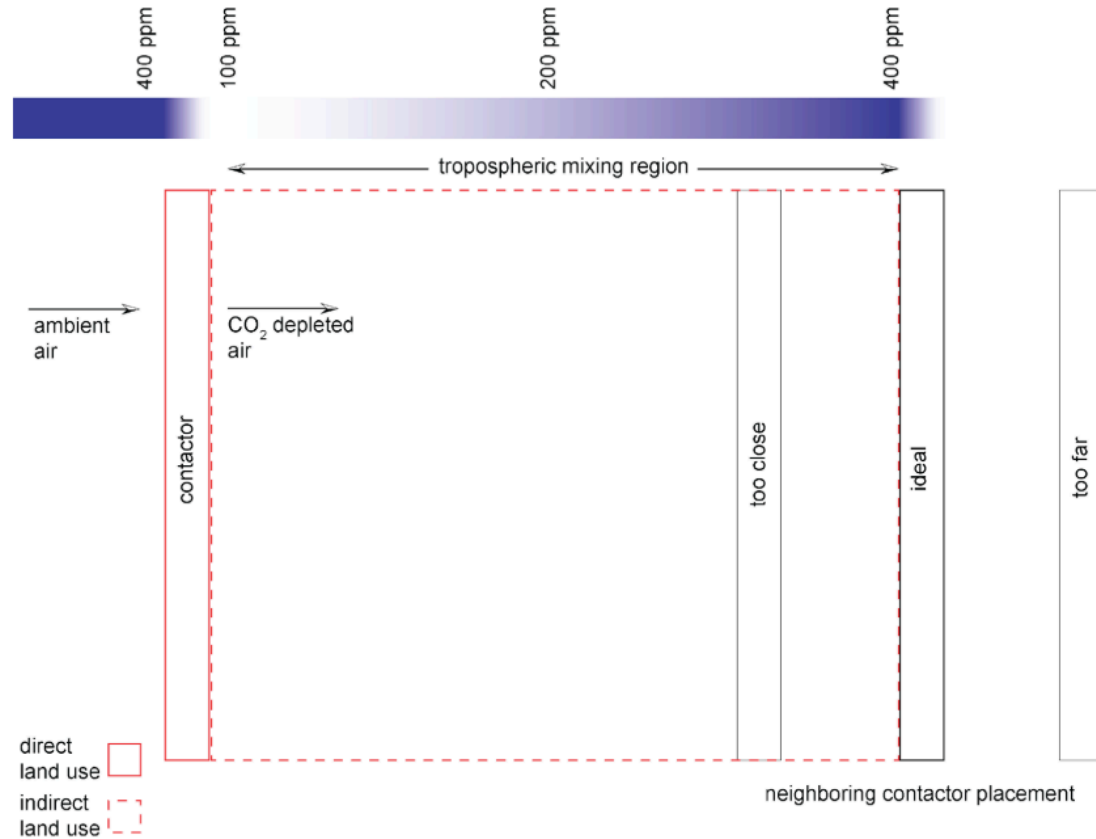 400 ppm
100 ppm
200 ppm
400 ppm
tropospheric mixing region
ambient
air
CO₂ depleted
air
contactor
too close
ideal
too far
direct
land use
indirect
land use
neighboring contactor placement